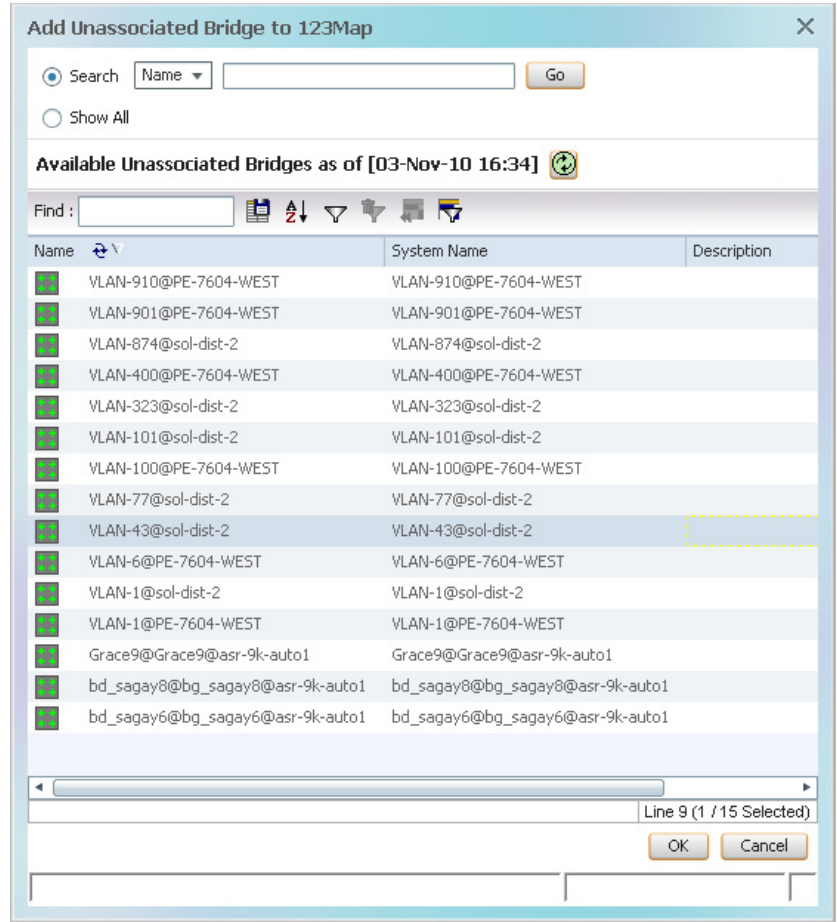 Add Unassociated Bridge to 123Map
Search Name Go
Show All
Available Unassociated Bridges as of [03-Nov-10 16:34]
Find :
Name System Name Description
VLAN-910@PE-7604-WEST VLAN-910@PE-7604-WEST
VLAN-901@PE-7604-WEST VLAN-901@PE-7604-WEST
VLAN-874@sol-dist-2 VLAN-874@sol-dist-2
VLAN-400@PE-7604-WEST VLAN-400@PE-7604-WEST
VLAN-323@sol-dist-2 VLAN-323@sol-dist-2
VLAN-101@sol-dist-2 VLAN-101@sol-dist-2
VLAN-100@PE-7604-WEST VLAN-100@PE-7604-WEST
VLAN-77@sol-dist-2 VLAN-77@sol-dist-2
VLAN-43@sol-dist-2 VLAN-43@sol-dist-2
VLAN-6@PE-7604-WEST VLAN-6@PE-7604-WEST
VLAN-1@sol-dist-2 VLAN-1@sol-dist-2
VLAN-1@PE-7604-WEST VLAN-1@PE-7604-WEST
Grace9@Grace9@asr-9k-auto1 Grace9@Grace9@asr-9k-auto1
bd_sagay8@bg_sagay8@asr-9k-auto1 bd_sagay8@bg_sagay8@asr-9k-auto1
bd_sagay6@bg_sagay6@asr-9k-auto1 bd_sagay6@bg_sagay6@asr-9k-auto1
Line 9 (1 / 15 Selected)
OK Cancel